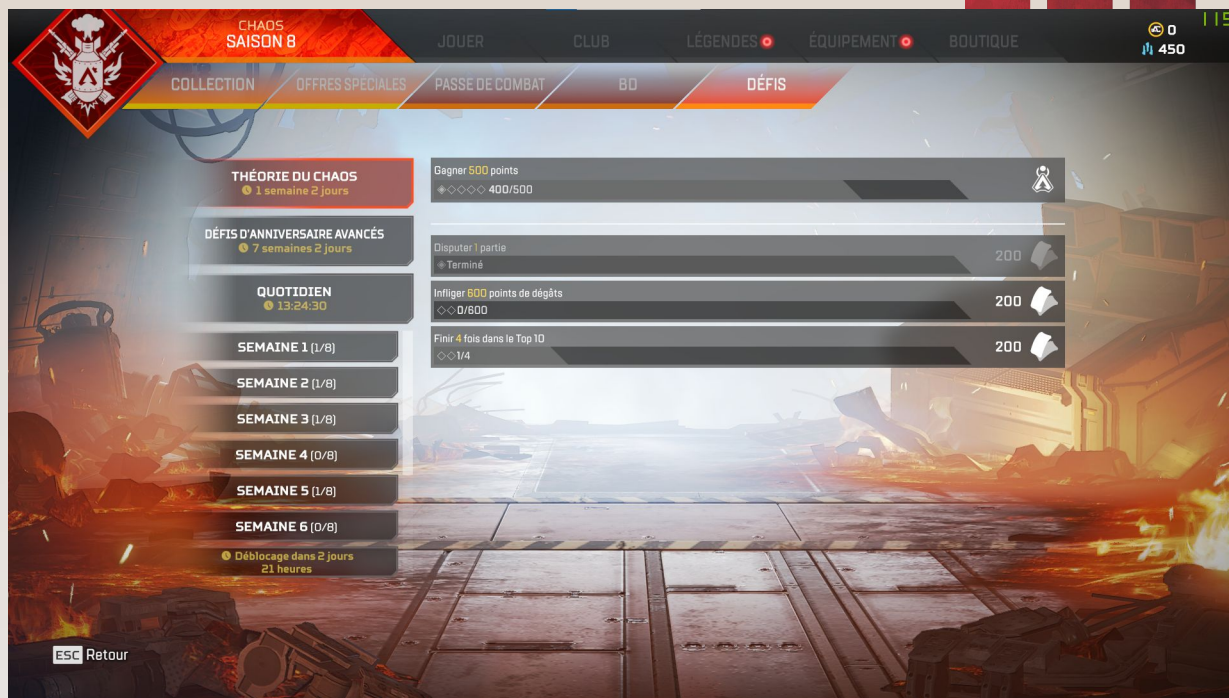 115
CHAOS
SAISON 8
JOUER
CLUB
LÉGENDES
ÉQUIPEMENT
BOUTIQUE
0
450
COLLECTION
OFFRES SPÉCIALES
PASSE DE COMBAT
BD
DÉFIS
THÉORIE DU CHAOS
1 semaine 2 jours
DÉFIS D'ANNIVERSAIRE AVANCÉS
7 semaines 2 jours
QUOTIDIEN
13:24:30
SEMAINE 1 (1/8)
SEMAINE 2 (1/8)
SEMAINE 3 (1/8)
SEMAINE 4 (0/8)
SEMAINE 5 (1/8)
SEMAINE 6 (0/8)
Déblocage dans 2 jours
21 heures
Gagner 500 points
400/500
Disputer 1 partie
Terminé
200
Infliger 600 points de dégâts
0/600
200
Finir 4 fois dans le Top 10
1/4
200
ESC Retour